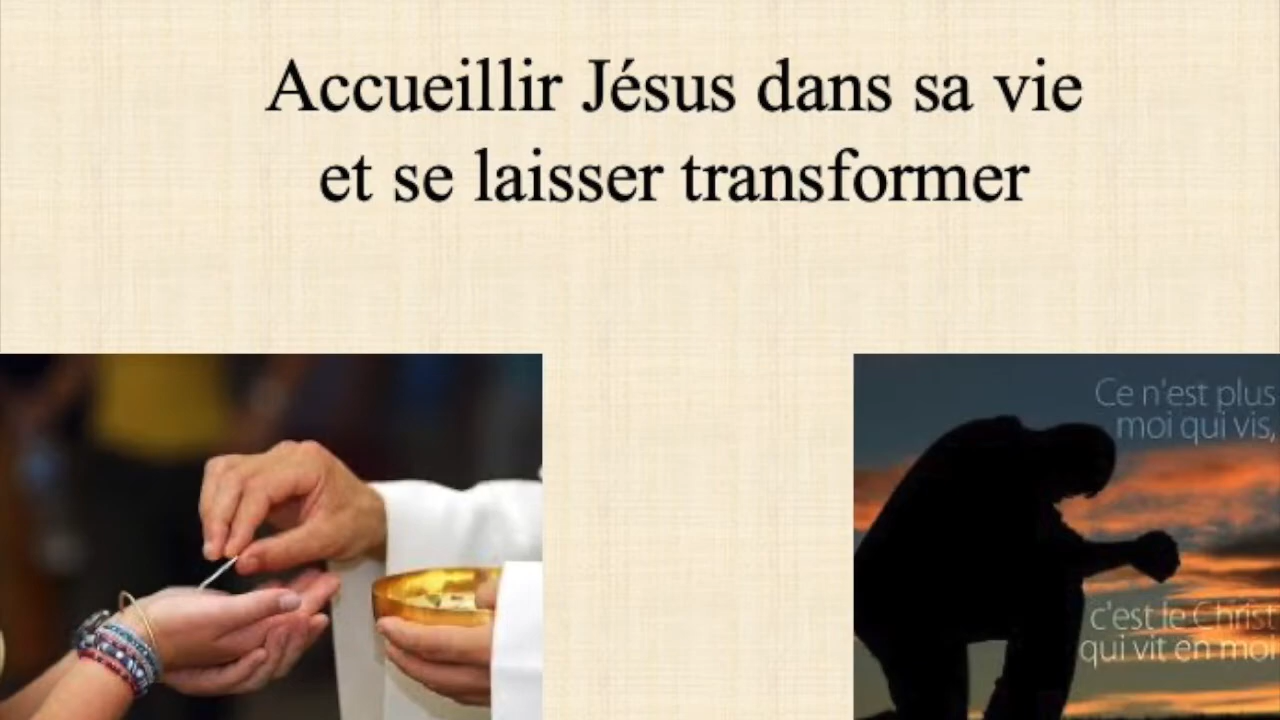 Accueillir Jésus dans sa vie
et se laisser transformer
Ce n'est plus
moi qui vis,
c'est le Christ
qui vit en moi